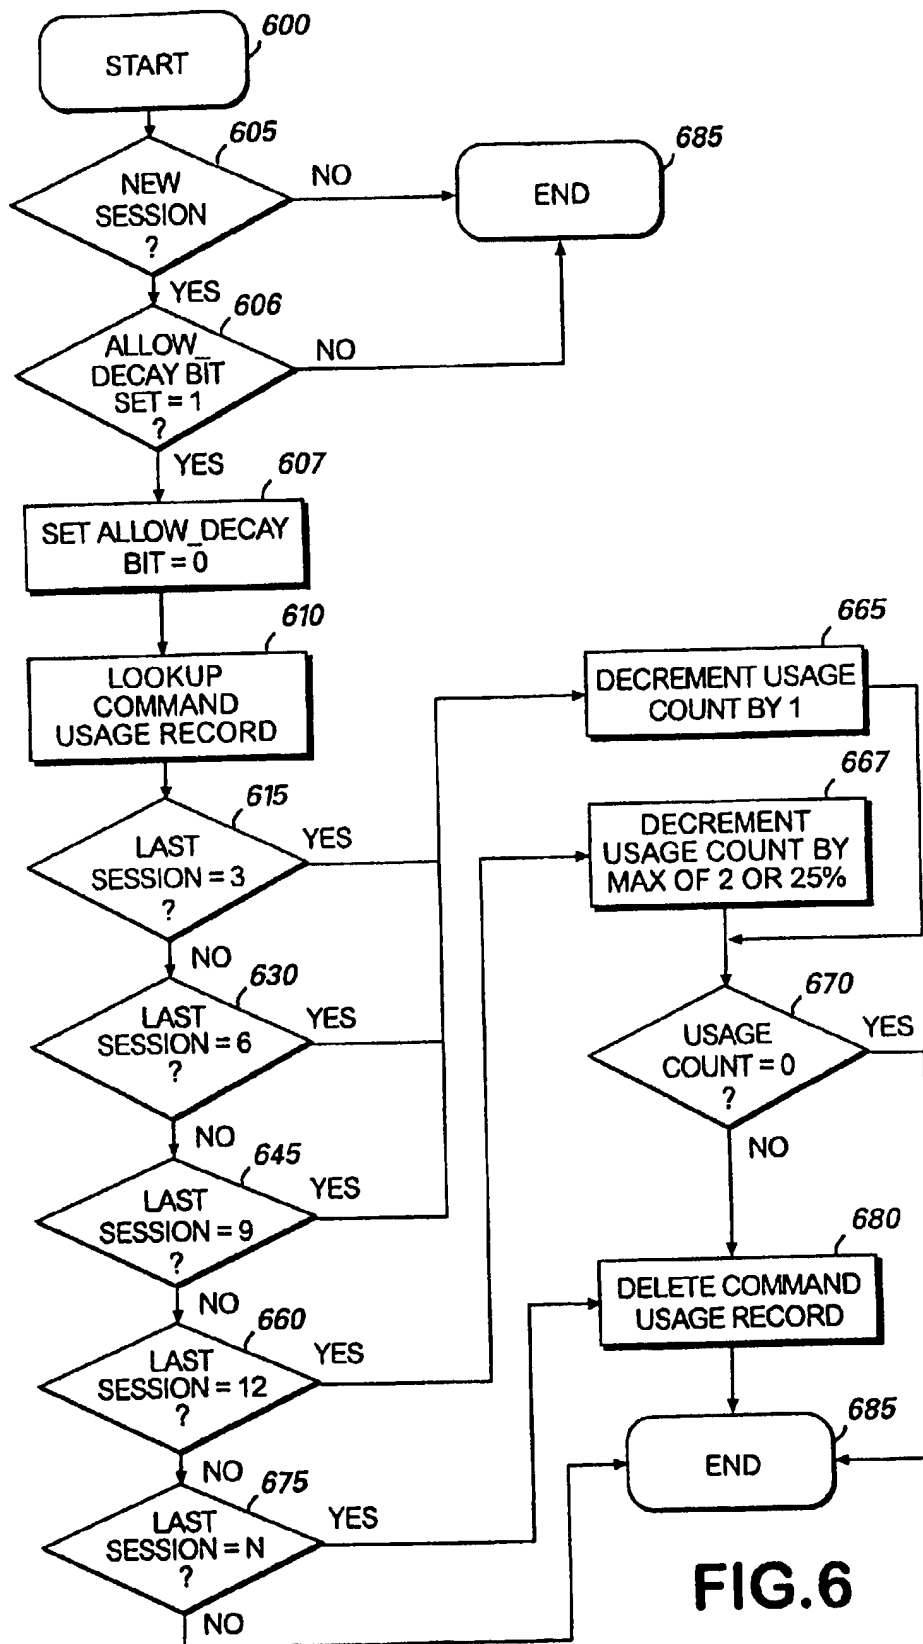 600
START
605
NEW
SESSION
?
NO
685
END
YES
606
ALLOW_
DECAY BIT
SET = 1
?
NO
YES
607
SET ALLOW_DECAY
BIT = 0
610
LOOKUP
COMMAND
USAGE RECORD
665
DECREMENT USAGE
COUNT BY 1
667
DECREMENT
USAGE COUNT BY
MAX OF 2 OR 25%
615
LAST
SESSION = 3
?
YES
NO
630
LAST
SESSION = 6
?
YES
NO
670
USAGE
COUNT = 0
?
YES
NO
645
LAST
SESSION = 9
?
YES
NO
680
DELETE COMMAND
USAGE RECORD
660
LAST
SESSION = 12
?
YES
NO
685
END
675
LAST
SESSION = N
?
YES
NO
FIG.6